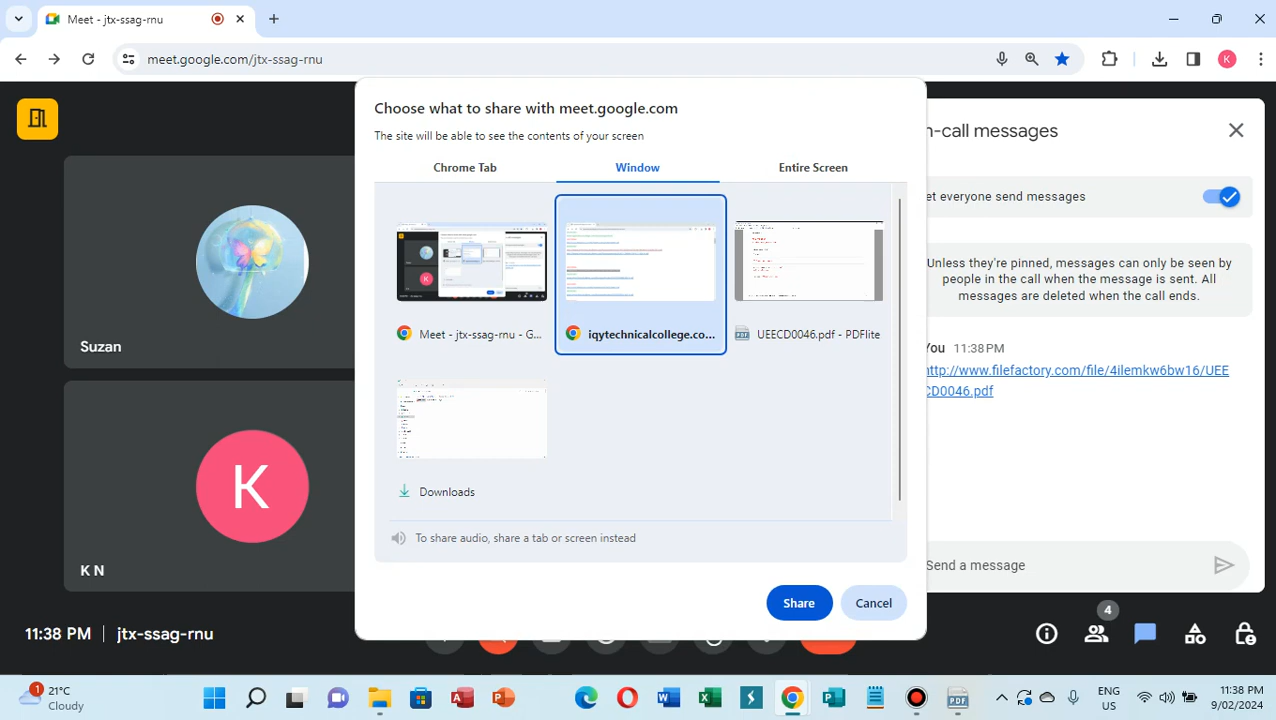 Meet - jtx-ssag-rnu
meet.google.com/jtx-ssag-rnu
K
Choose what to share with meet.google.com
The site will be able to see the contents of your screen
Chrome Tab
Window
Entire Screen
Meet - jtx-ssag-rnu - G...
iqytechnicalcollege.co...
UEECD0046.pdf - PDFlite
Downloads
To share audio, share a tab or screen instead
Share
Cancel
Suzan
K
K N
n-call messages
et everyone send messages
Unless they're pinned, messages can only be seen by
people in the call when the message is sent. All
messages are deleted when the call ends.
You 11:38 PM
http://www.filefactory.com/file/4ilemkw6bw16/UEE
CD0046.pdf
Send a message
4
11:38 PM
jtx-ssag-rnu
1
21°C
Cloudy
ENG
US
11:38 PM
9/02/2024